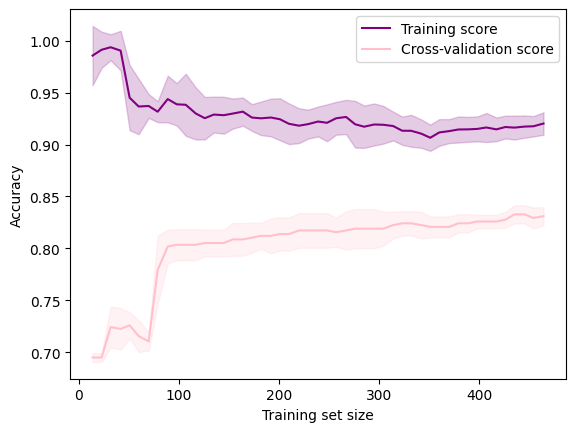 Training score
Cross-validation score
1.00
0.95
0.90
0.85
0.80
0.75
0.70
Accuracy
0 100 200 300 400
Training set size